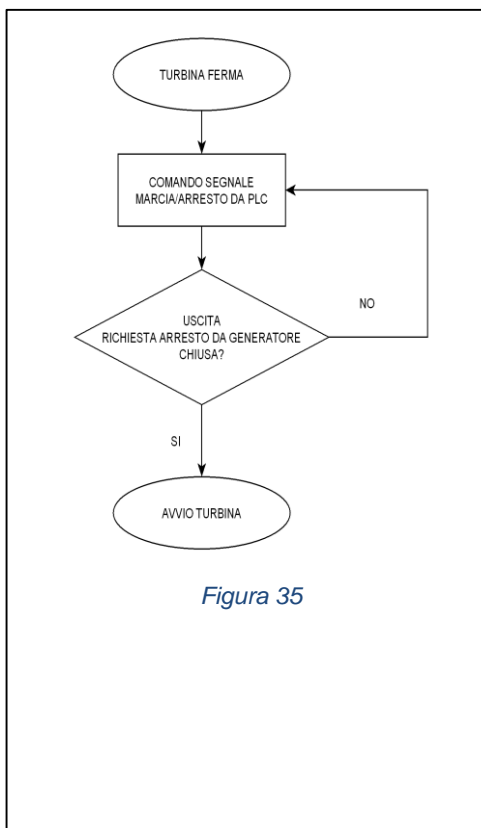 TURBINA FERMA
COMANDO SEGNALE
MARCIA/ARRESTO DA PLC
USCITA
RICHIESTA ARRESTO DA GENERATORE
CHIUSA?
NO
SI
AVVIO TURBINA
Figura 35